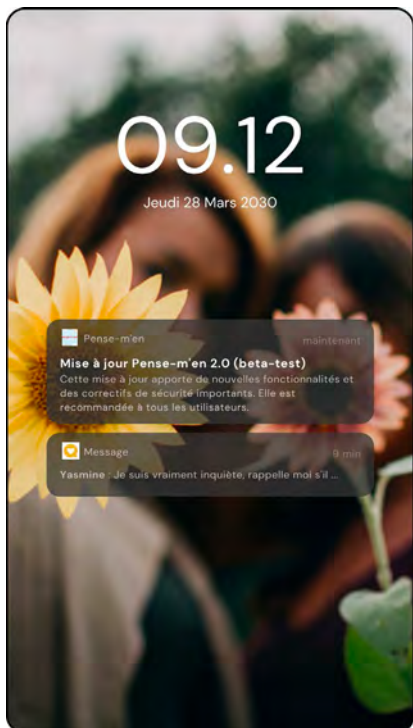 09.12
Jeudi 28 Mars 2030
Pense-m'en
maintenant
Mise à jour Pense-m'en 2.0 (beta-test)
Cette mise à jour apporte de nouvelles fonctionnalités et
des correctifs de sécurité importants. Elle est
recommandée à tous les utilisateurs.
Message
9 min
Yasmine : Je suis vraiment inquiète, rappelle moi s'il ...